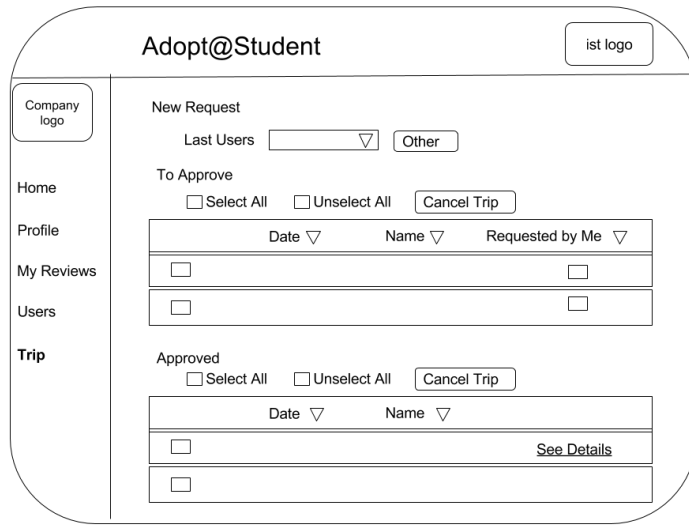 Adopt@Student
ist logo
Company
logo
Home
Profile
My Reviews
Users
Trip
New Request
Last Users
Other
To Approve
Select All
Unselect All
Cancel Trip
Date
Name
Requested by Me
Approved
Select All
Unselect All
Cancel Trip
Date
Name
See Details